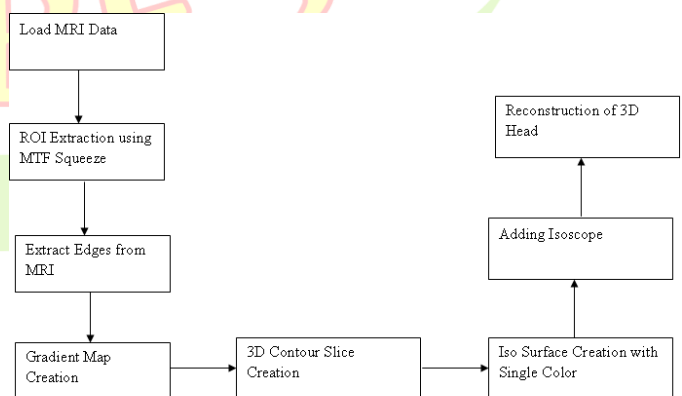 Load MRI Data
ROI Extraction using
MTF Squeeze
Extract Edges from
MRI
Gradient Map
Creation
3D Contour Slice
Creation
Iso Surface Creation with
Single Color
Adding Isoscope
Reconstruction of 3D
Head